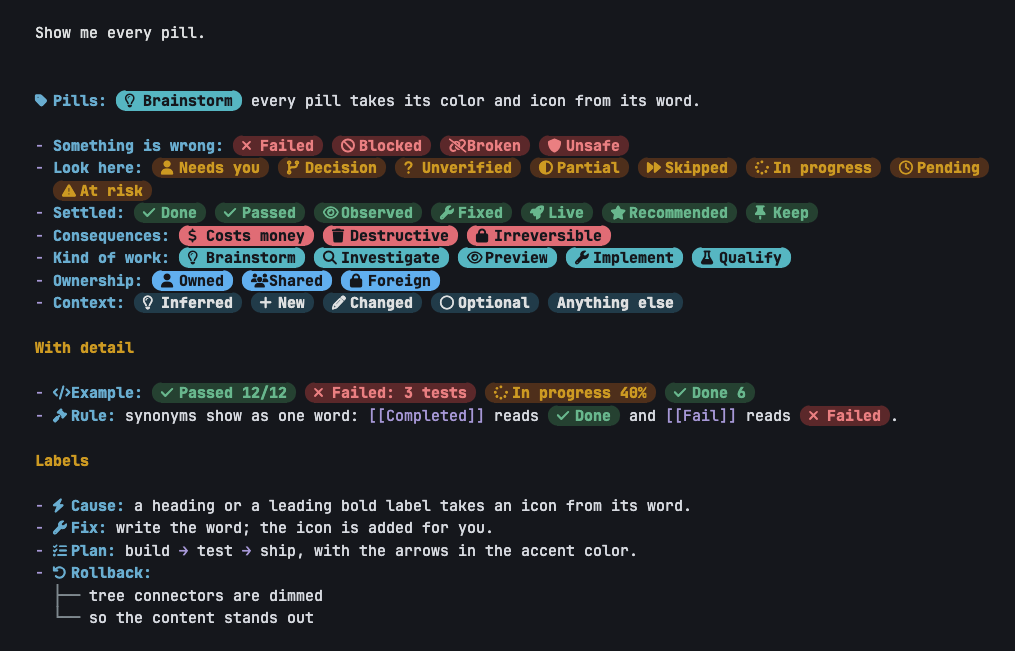 Show me every pill.
Pills: Brainstorm every pill takes its color and icon from its word.
- Something is wrong: Failed Blocked Broken Unsafe
- Look here: Needs you Decision ? Unverified Partial Skipped In progress Pending
At risk
- Settled: Done Passed Observed Fixed Live Recommended Keep
- Consequences: $ Costs money Destructive Irreversible
- Kind of work: Brainstorm Investigate Preview Implement Qualify
- Ownership: Owned Shared Foreign
- Context: Inferred + New Changed Optional Anything else
With detail
- </>Example: Passed 12/12 Failed: 3 tests In progress 40% Done 6
- Rule: synonyms show as one word: [[Completed]] reads Done and [[Fail]] reads Failed.
Labels
- Cause: a heading or a leading bold label takes an icon from its word.
- Fix: write the word; the icon is added for you.
- Plan: build → test → ship, with the arrows in the accent color.
- Rollback:
├── tree connectors are dimmed
└── so the content stands out